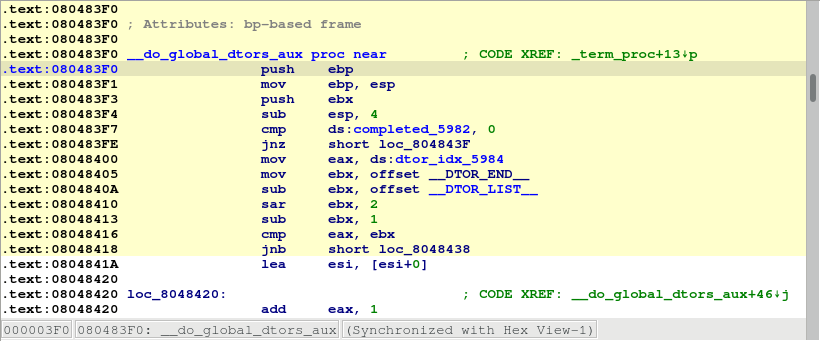 .text:080483F0
.text:080483F0 ; Attributes: bp-based frame
.text:080483F0
.text:080483F0 __do_global_dtors_aux proc near ; CODE XREF: _term_proc+13↓p
.text:080483F0 push ebp
.text:080483F1 mov ebp, esp
.text:080483F3 push ebx
.text:080483F4 sub esp, 4
.text:080483F7 cmp ds:completed_5982, 0
.text:080483FE jnz short loc_804843F
.text:08048400 mov eax, ds:dtor_idx_5984
.text:08048405 mov ebx, offset __DTOR_END__
.text:0804840A sub ebx, offset __DTOR_LIST__
.text:08048410 sar ebx, 2
.text:08048413 sub ebx, 1
.text:08048416 cmp eax, ebx
.text:08048418 jnb short loc_8048438
.text:0804841A lea esi, [esi+0]
.text:08048420
.text:08048420 loc_8048420: ; CODE XREF: __do_global_dtors_aux+46↓j
.text:08048420 add eax, 1
000003F0 080483F0: __do_global_dtors_aux (Synchronized with Hex View-1)